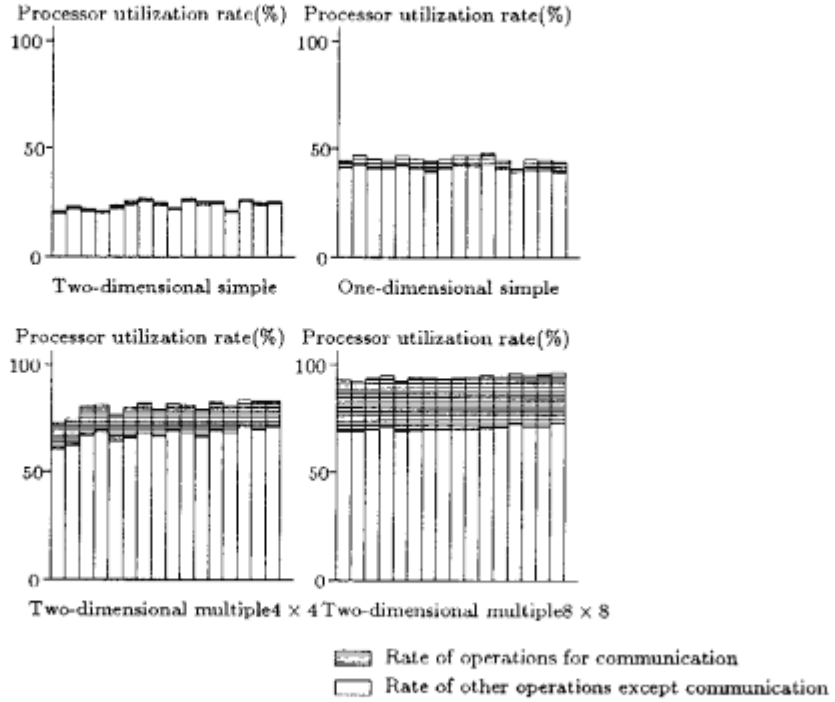 Processor utilization rate(%) Processor utilization rate(%)
100 100
50 50
0 0
Two-dimensional simple One-dimensional simple
Processor utilization rate(%) Processor utilization rate(%)
100 100
50 50
0 0
Two-dimensional multiple4 × 4 Two-dimensional multiple8 × 8
Rate of operations for communication
Rate of other operations except communication